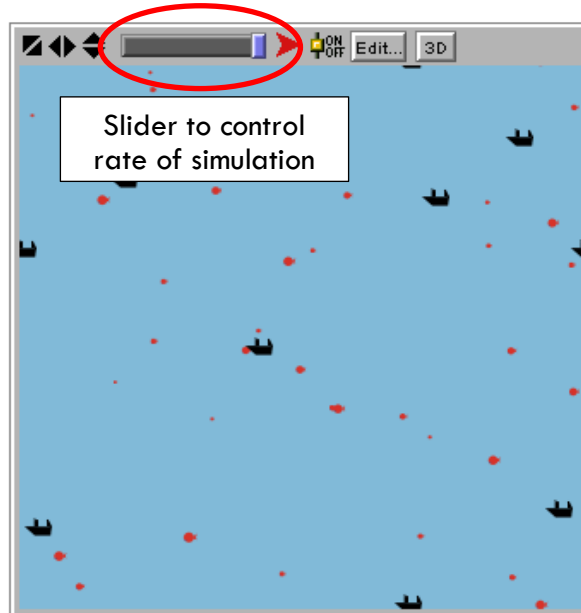 ON
OFF
Edit...
3D
Slider to control
rate of simulation